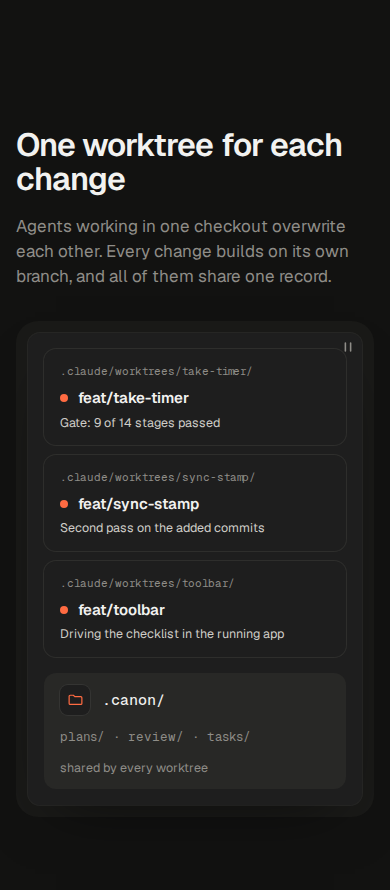 One worktree for each
change
Agents working in one checkout overwrite
each other. Every change builds on its own
branch, and all of them share one record.
.claude/worktrees/take-timer/
feat/take-timer
Gate: 9 of 14 stages passed
.claude/worktrees/sync-stamp/
feat/sync-stamp
Second pass on the added commits
.claude/worktrees/toolbar/
feat/toolbar
Driving the checklist in the running app
.canon/
plans/ · review/ · tasks/
shared by every worktree